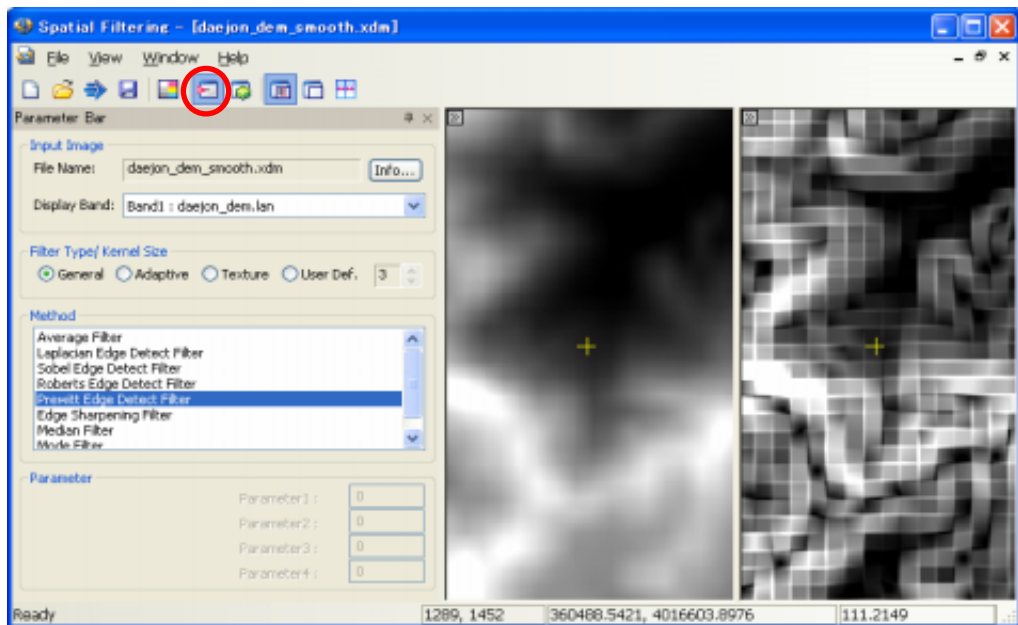 Spatial Filtering - [daejon_dem_smooth.xdm]
File View Window Help
Parameter Bar
Input Image
File Name: daejon_dem_smooth.xdm Info...
Display Band: Band1 : daejon_dem.lan
Filter Type/ Kernel Size
General Adaptive Texture User Def. 3
Method
Average Filter
Laplacian Edge Detect Filter
Sobel Edge Detect Filter
Roberts Edge Detect Filter
Prewitt Edge Detect Filter
Edge Sharpening Filter
Median Filter
Mode Filter
Parameter
Parameter1 : 0
Parameter2 : 0
Parameter3 : 0
Parameter4 : 0
Ready 1289, 1452 360488.5421, 4016603.8976 111.2149